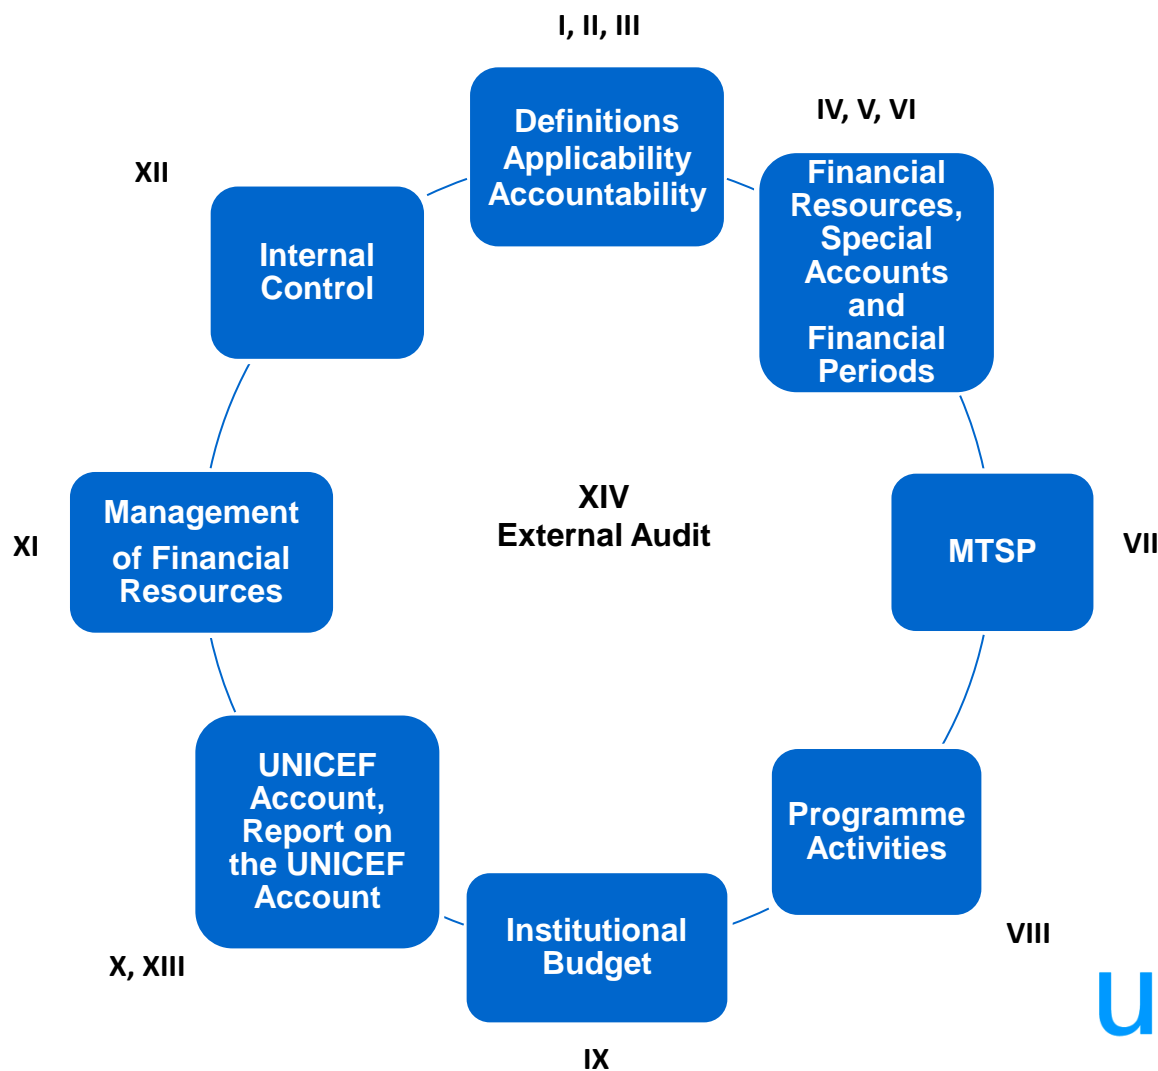 I, II, III
Definitions
Applicability
Accountability
IV, V, VI
Financial
Resources,
Special
Accounts
and
Financial
Periods
MTSP
VII
Programme
Activities
VIII
Institutional
Budget
IX
UNICEF
Account,
Report on
the UNICEF
Account
X, XIII
Management
of Financial
Resources
XI
Internal
Control
XII
XIV
External Audit
u